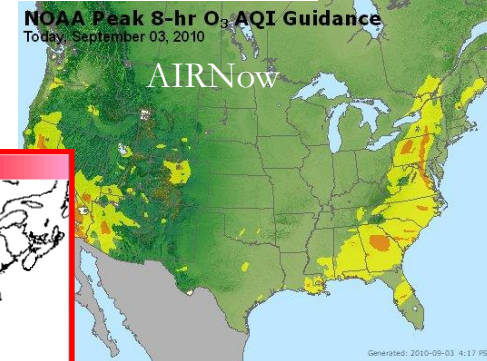 NOAA Peak 8-hr O₃ AQI Guidance
Today, September 03, 2010
AIRNow
Generated: 2010-09-03 4:17 PS